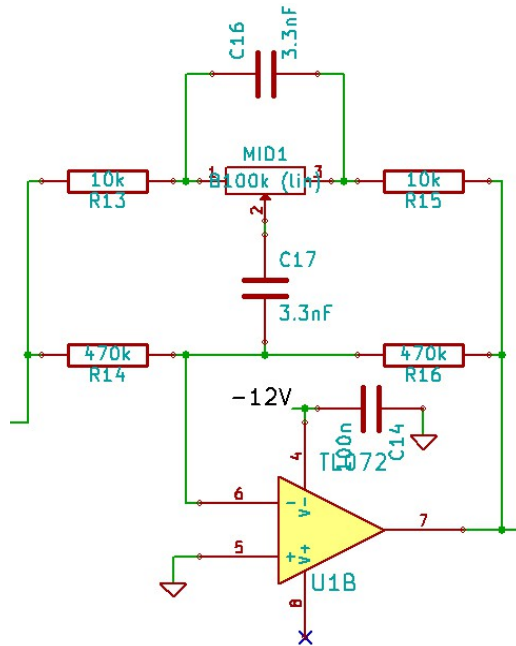 C16
3.3nF
MID1
1
B100k (lin)
3
2
10k
R13
10k
R15
C17
3.3nF
470k
R14
470k
R16
-12V
100n
C14
4
TL072
6
-
V-
5
+
V+
7
U1B
8